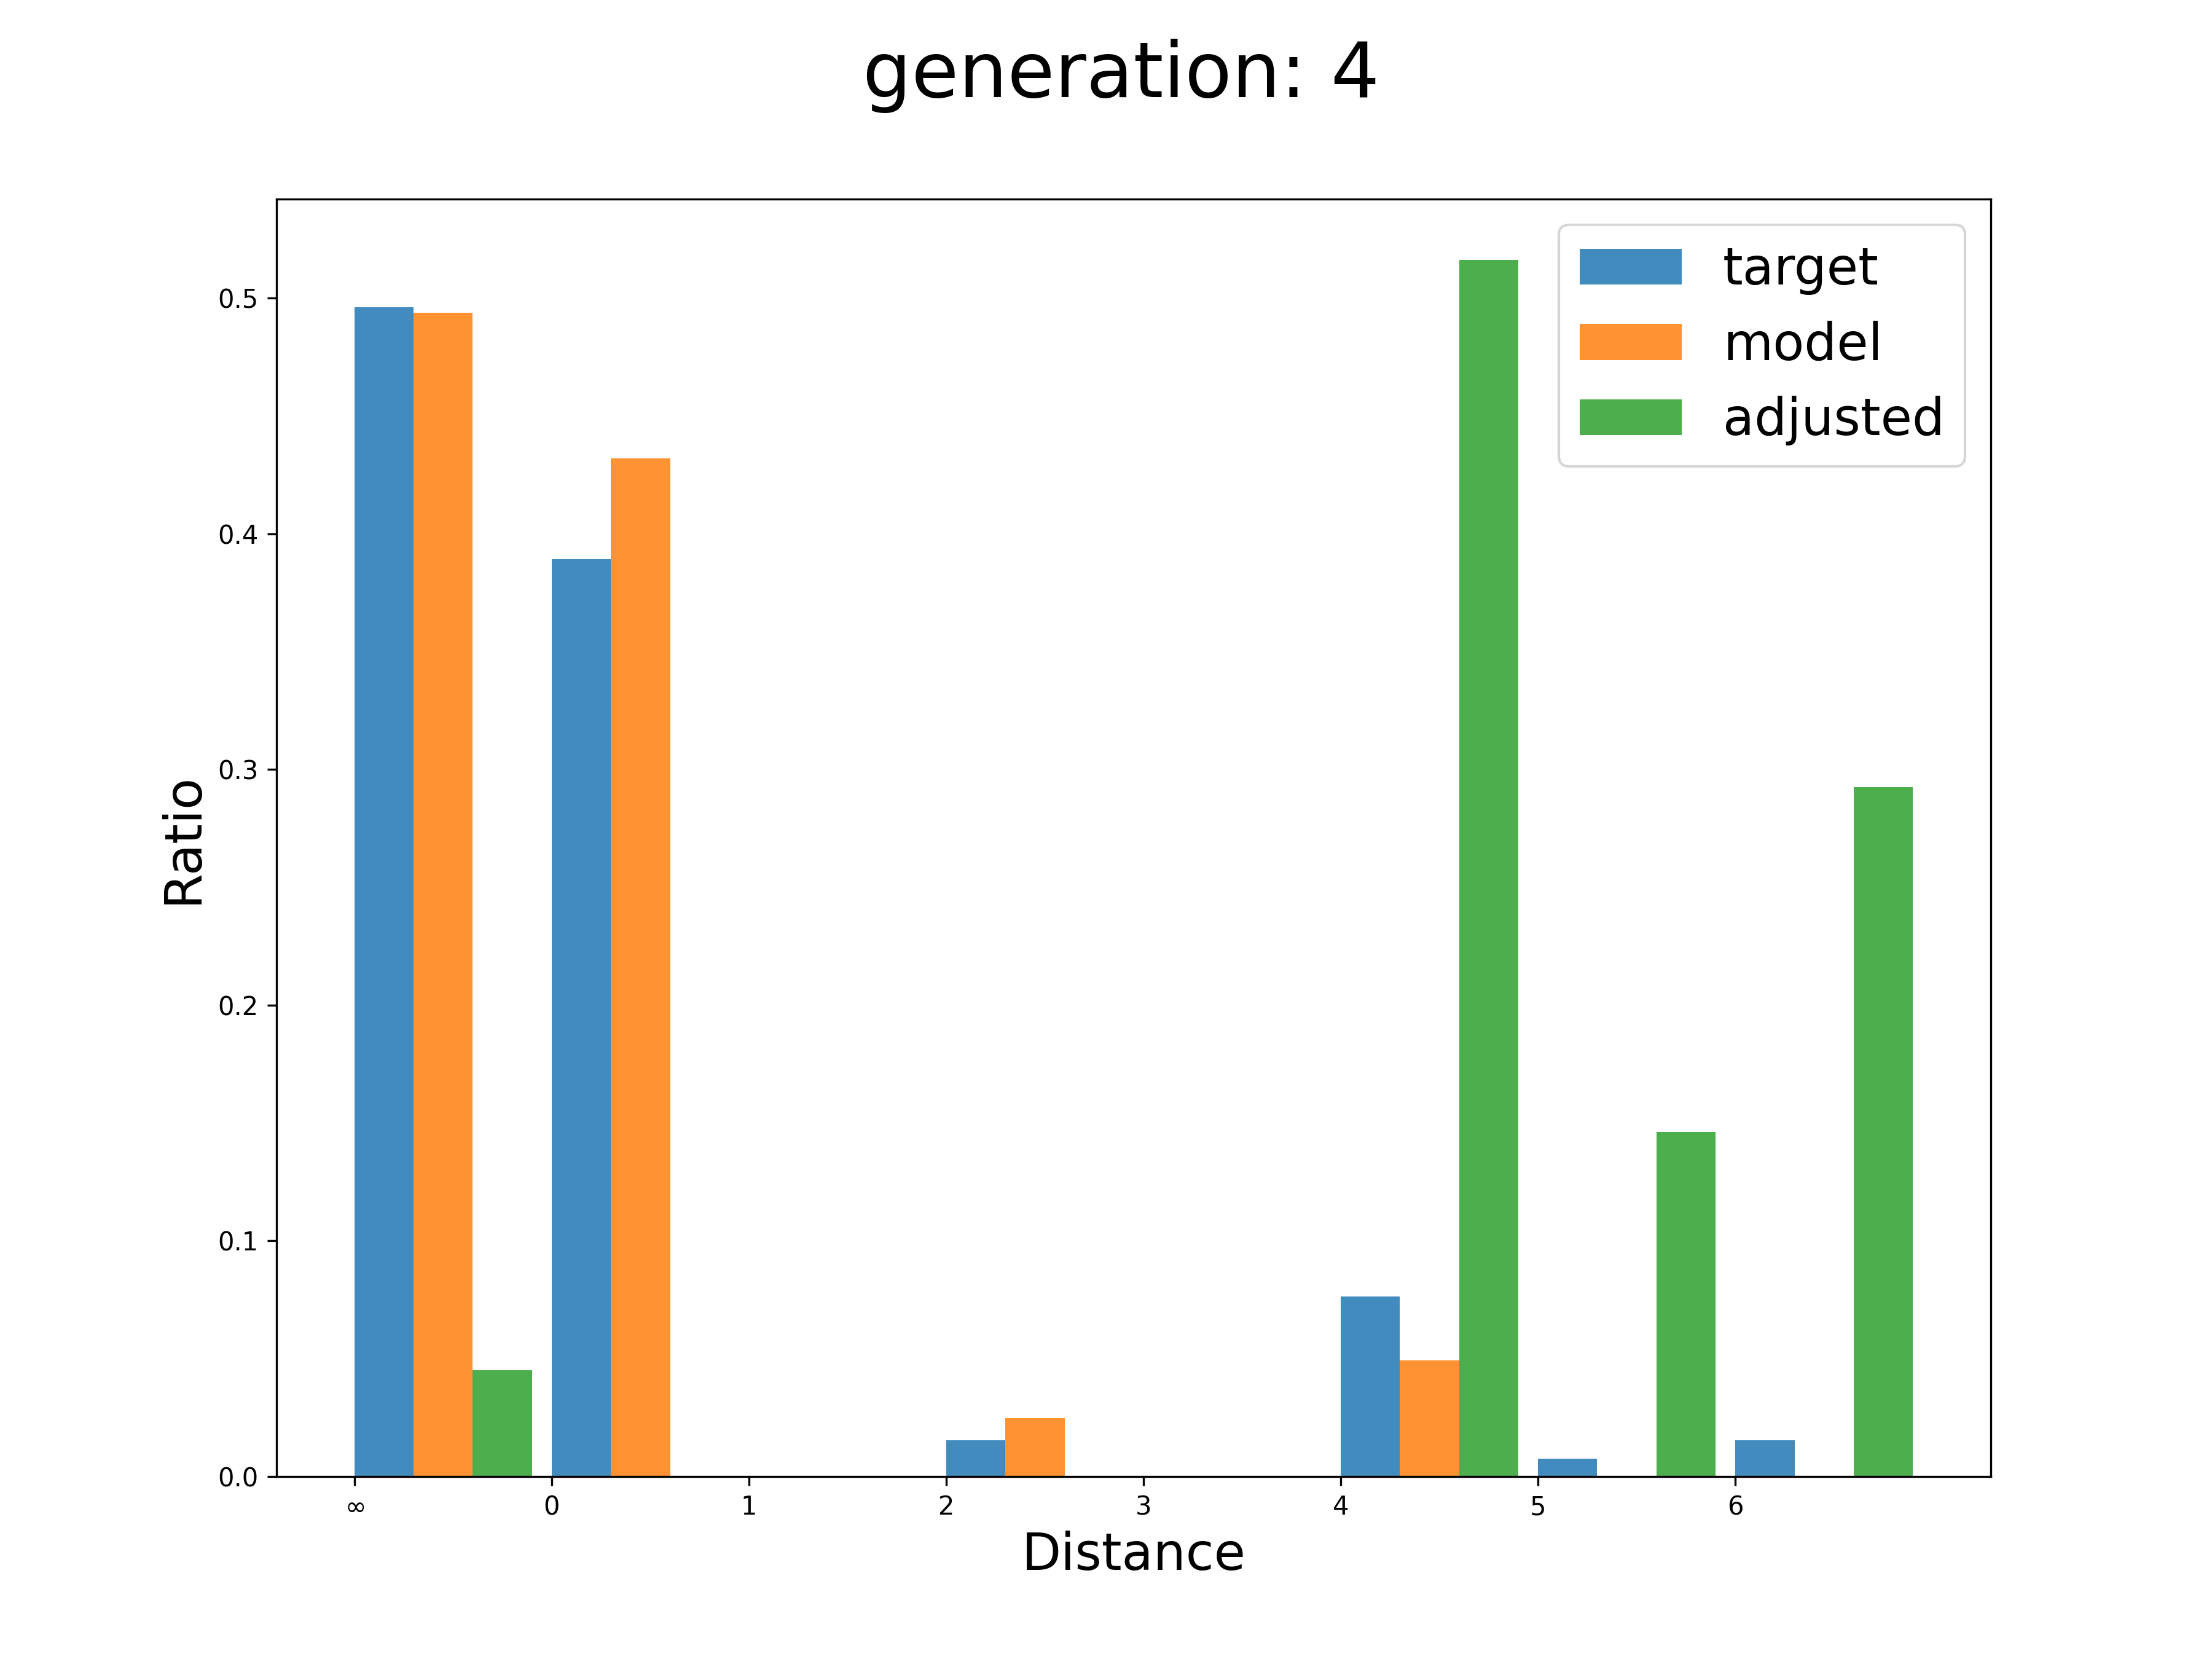 generation: 4
target
model
adjusted
0.5
0.4
0.3
0.2
0.1
0.0
Ratio
∞ 0 1 2 3 4 5 6
Distance